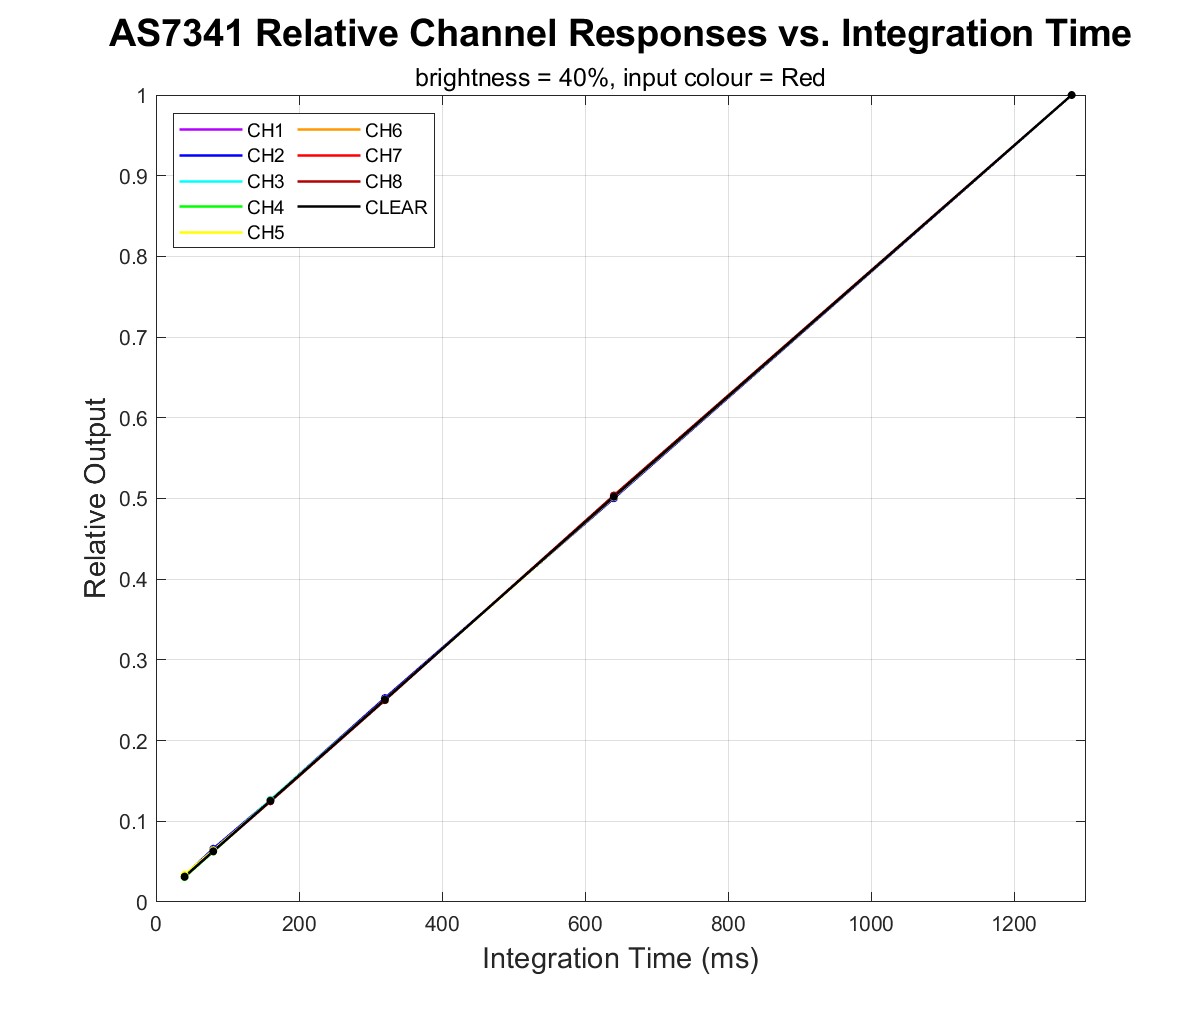 AS7341 Relative Channel Responses vs. Integration Time
brightness = 40%, input colour = Red
CH1
CH2
CH3
CH4
CH5
CH6
CH7
CH8
CLEAR
1
0.9
0.8
0.7
0.6
0.5
0.4
0.3
0.2
0.1
0
Relative Output
0 200 400 600 800 1000 1200
Integration Time (ms)